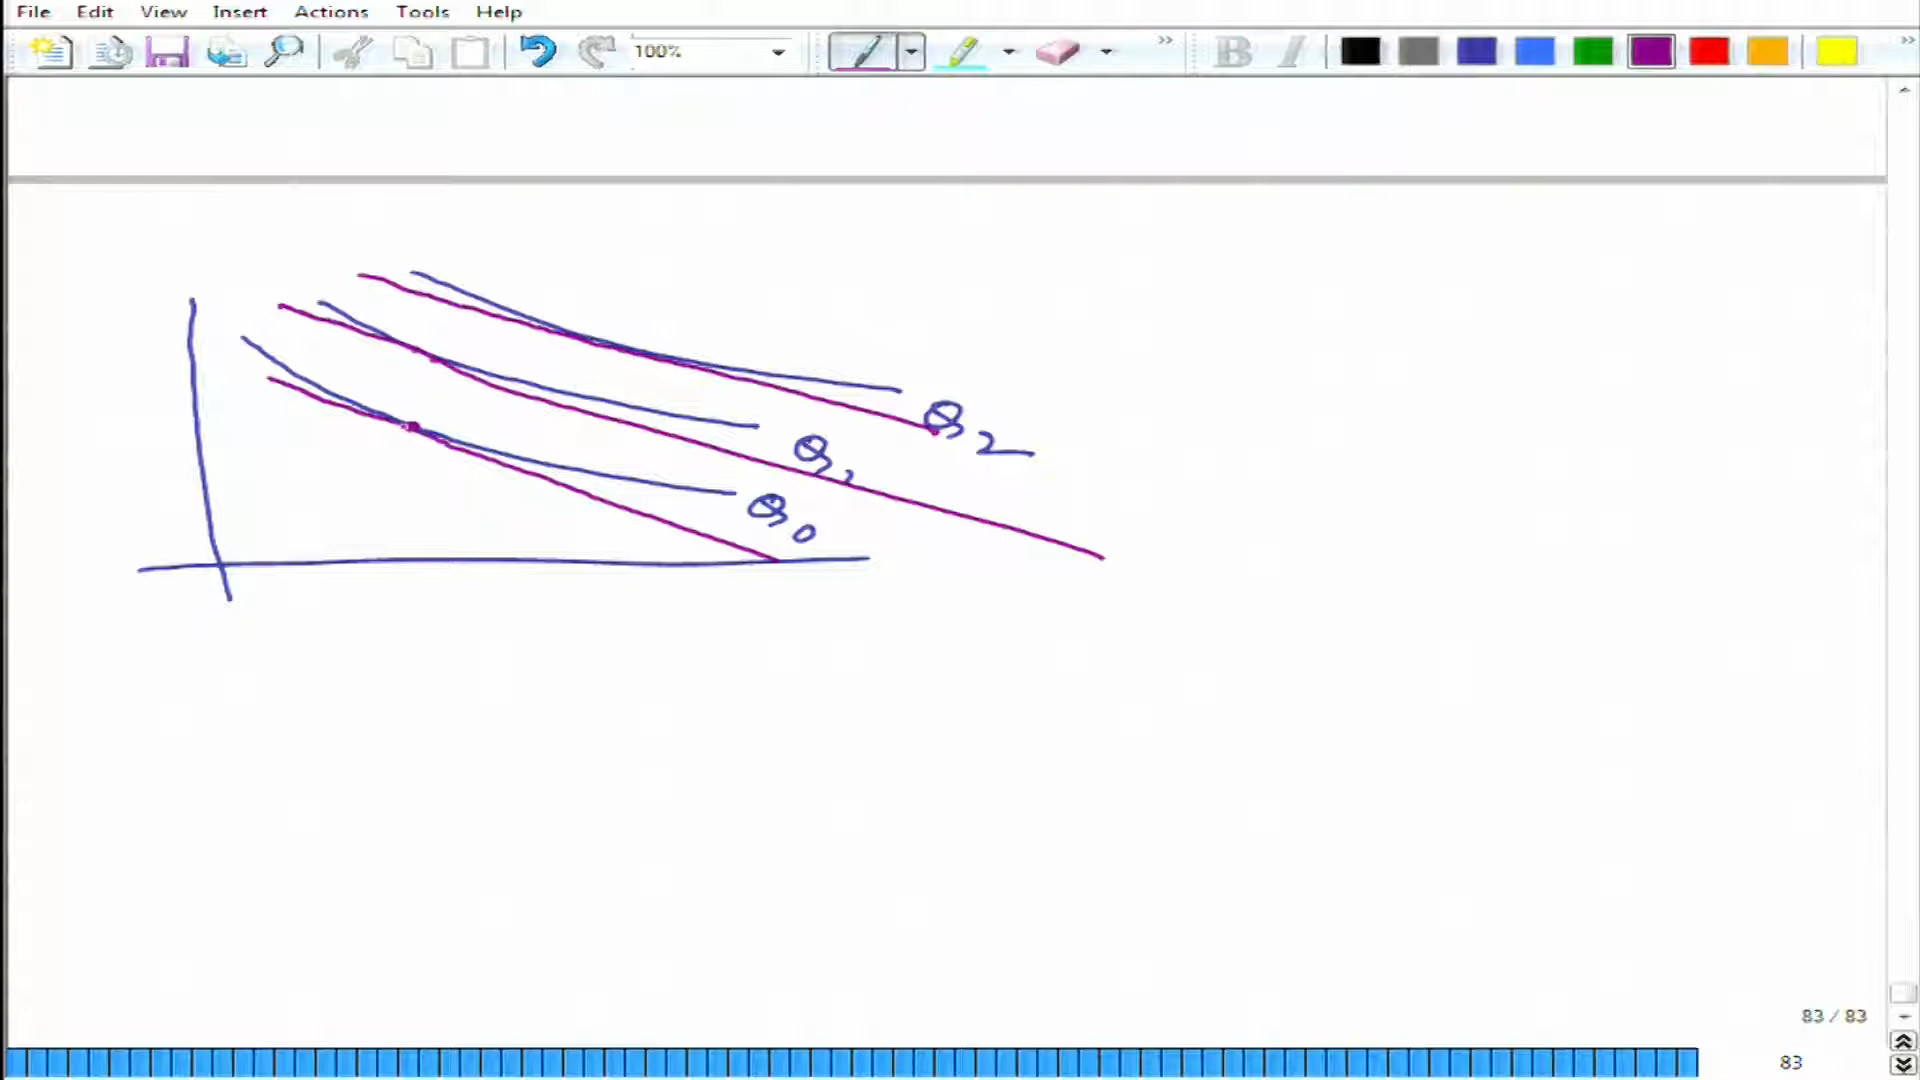 File Edit View Insert Actions Tools Help
100%
Q2
Q1
Q0
83 / 83
83